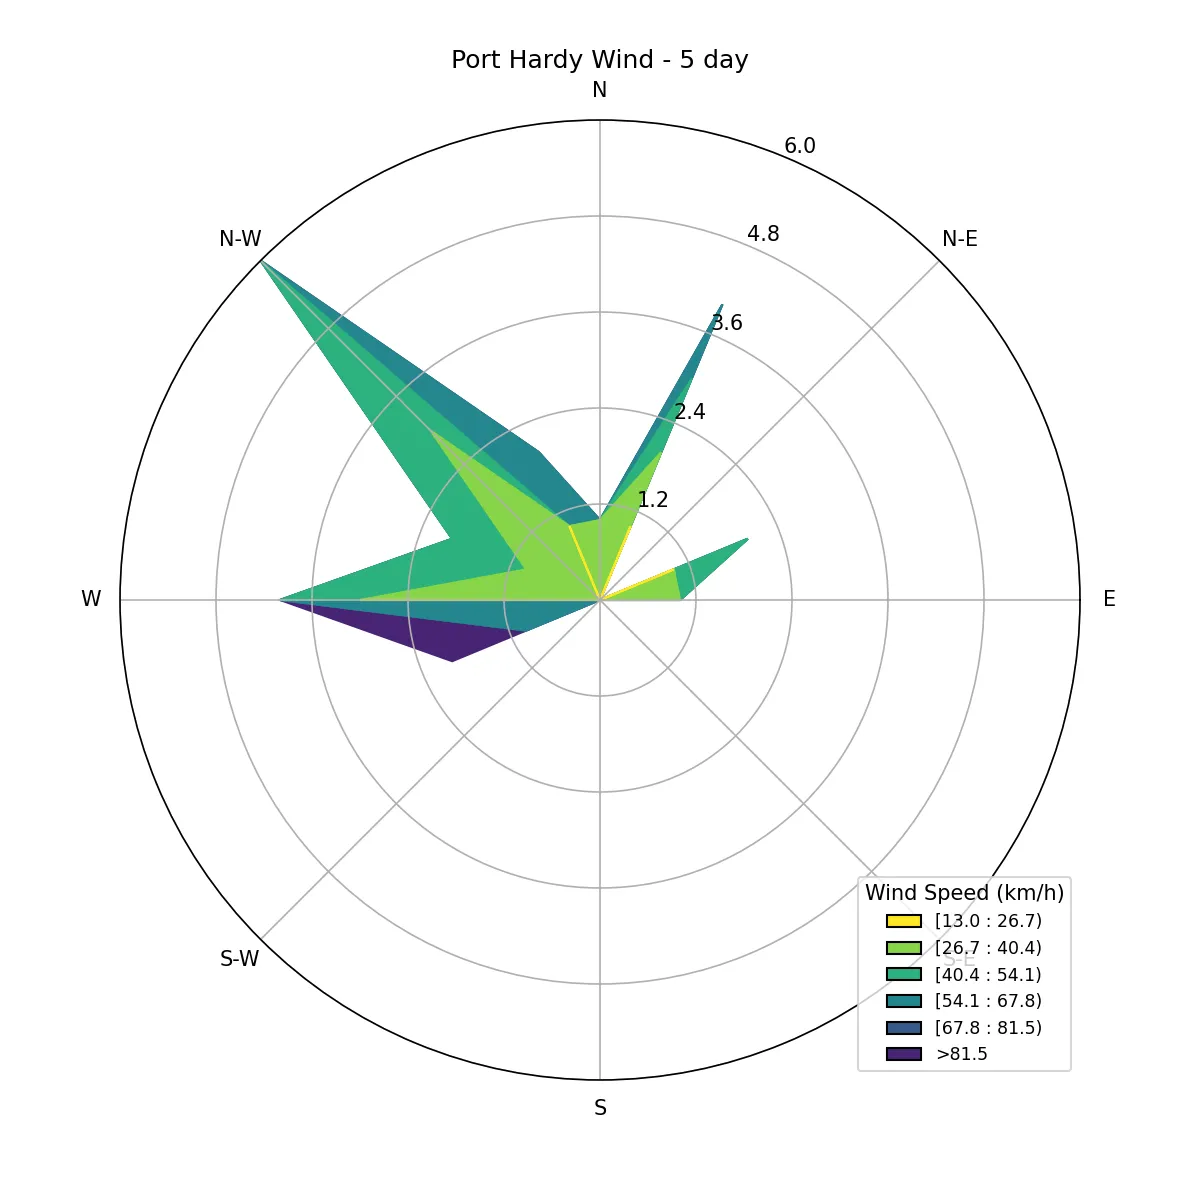 Port Hardy Wind - 5 day
N
6.0
N-W
4.8
N-E
3.6
2.4
1.2
W
E
Wind Speed (km/h)
[13.0 : 26.7)
[26.7 : 40.4)
S-W
S-E
[40.4 : 54.1)
[54.1 : 67.8)
[67.8 : 81.5)
>81.5
S